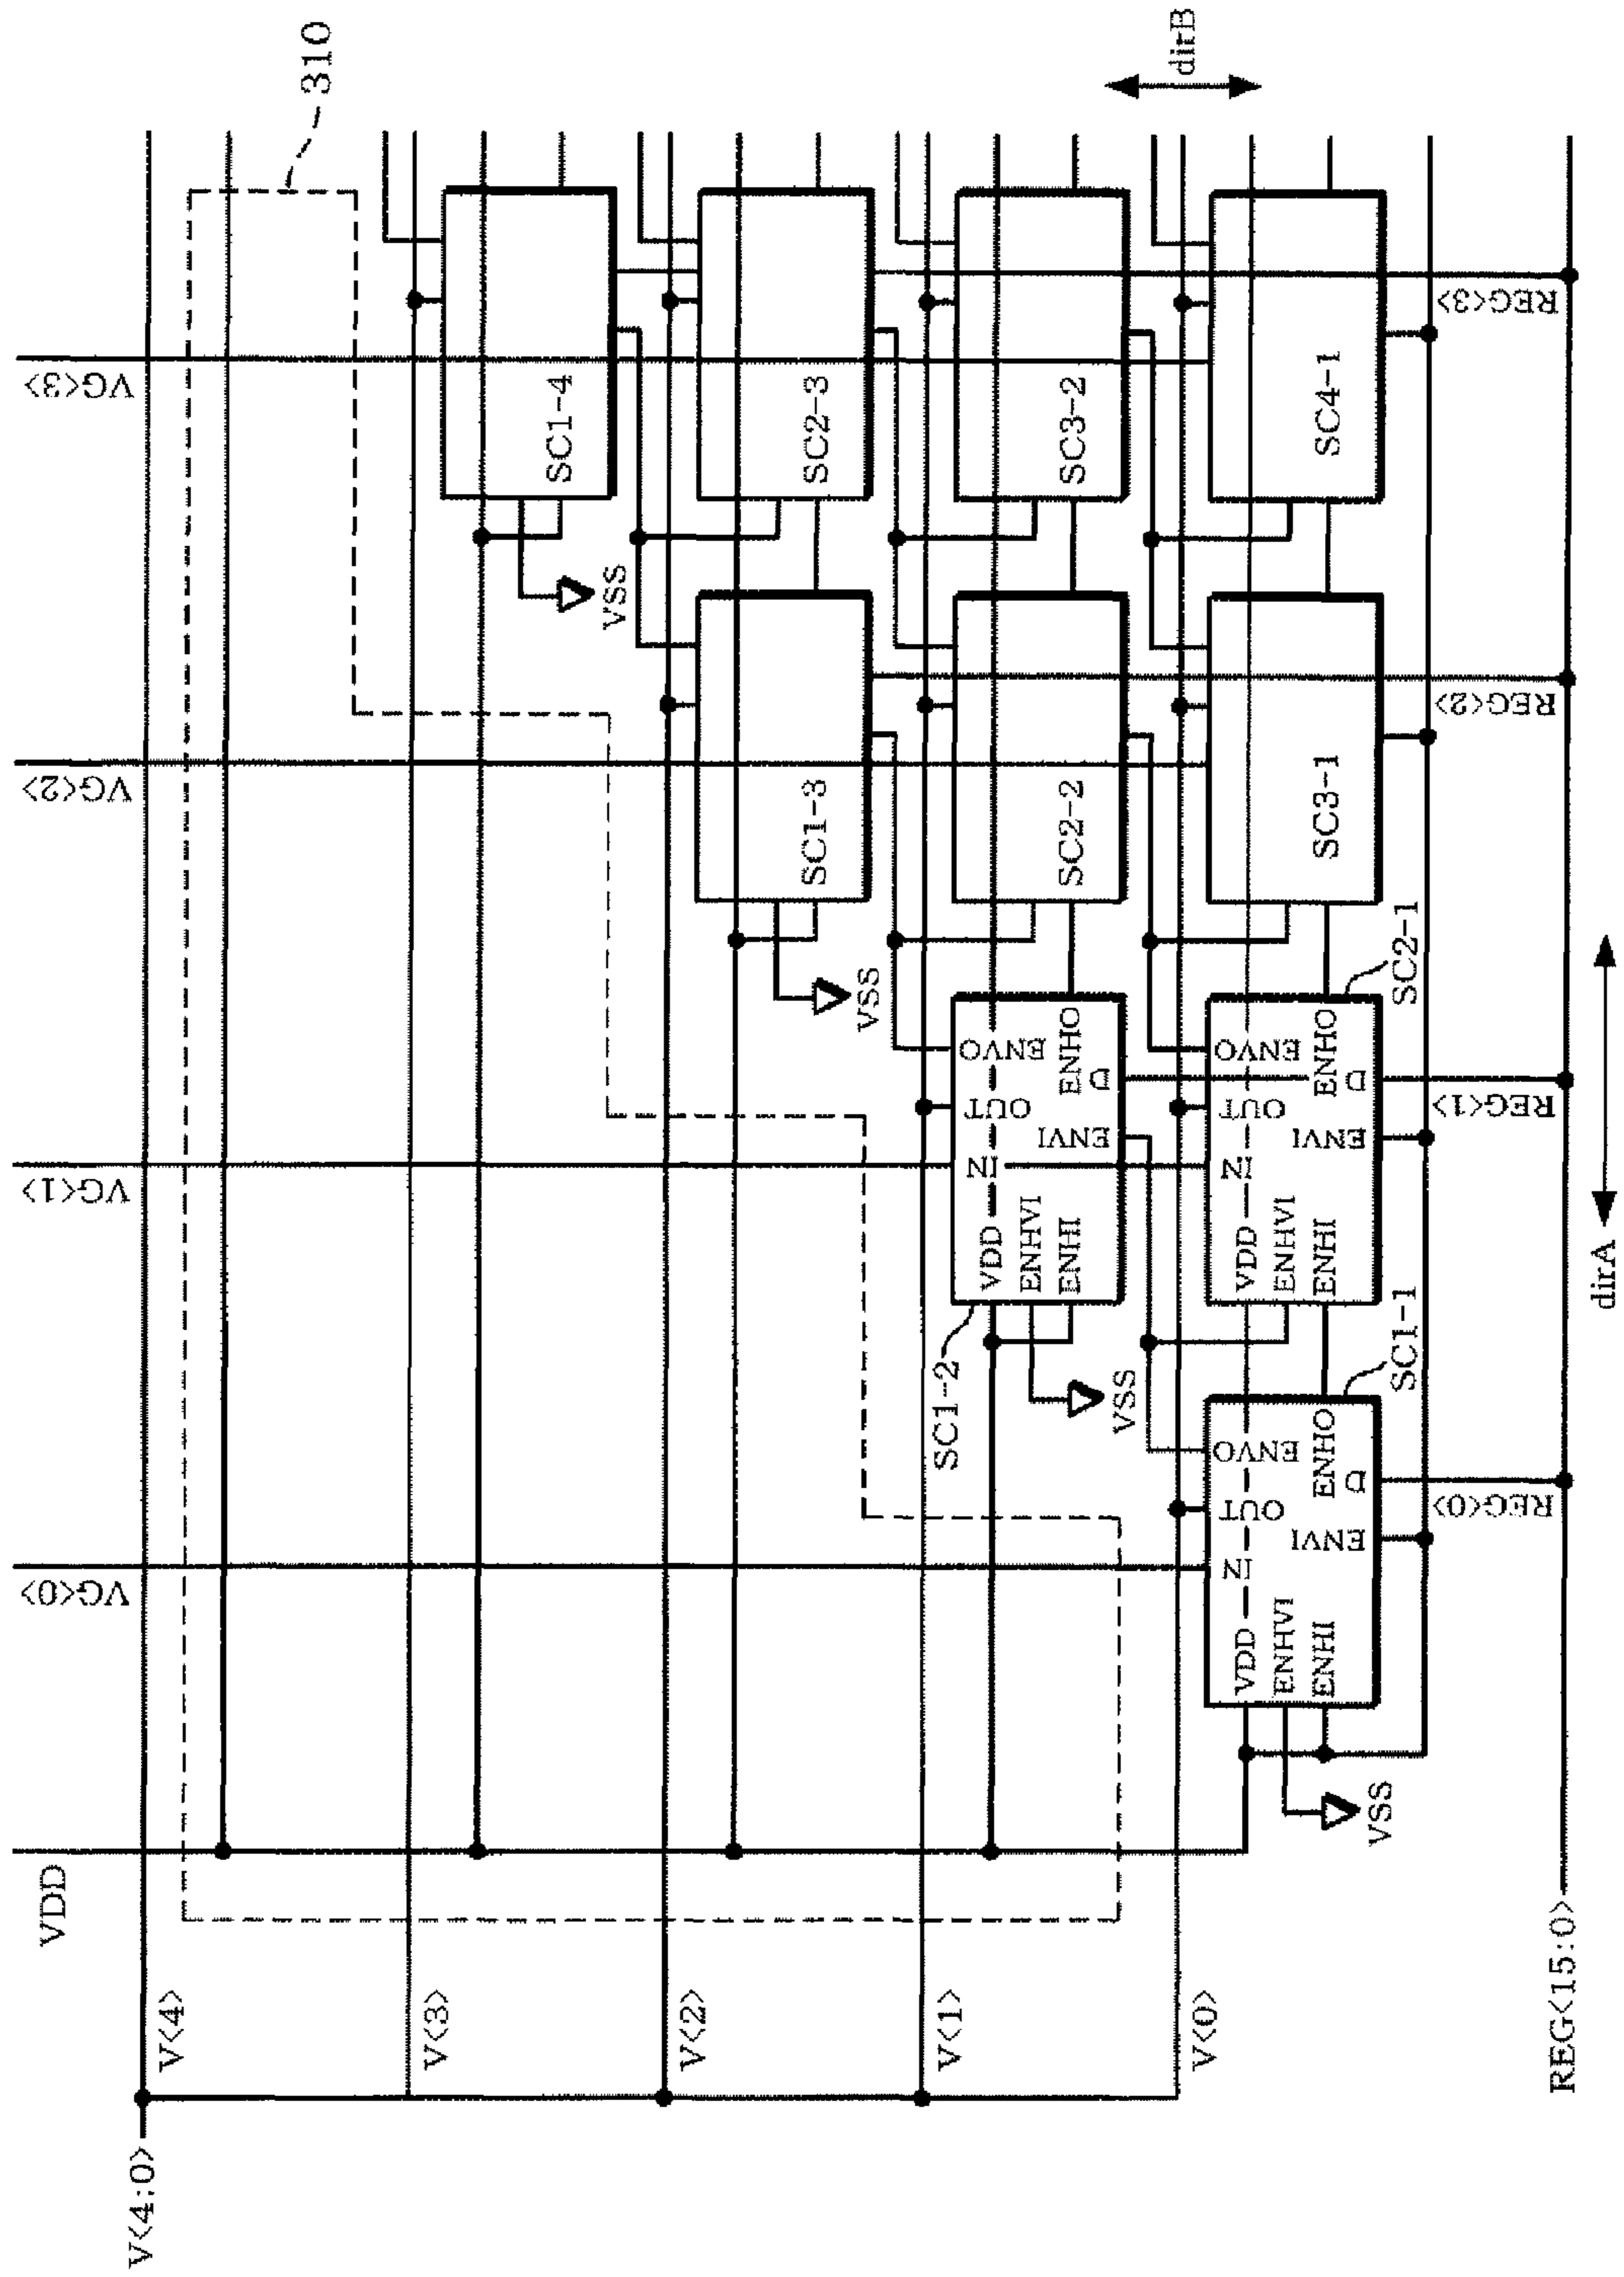 310
dirB
VG<3>
VG<2>
VG<1>
VG<0>
VDD
V<4:0>
V<4>
V<3>
V<2>
V<1>
V<0>
SC1-4
VSS
SC2-3
SC1-3
VSS
SC3-2
SC2-2
SC1-2
VDD
ENHVI
ENHI
IN
OUT
ENVO
ENVI
D
ENHO
VSS
SC4-1
SC3-1
SC2-1
VDD
ENHVI
ENHI
IN
OUT
ENVO
ENVI
D
ENHO
SC1-1
VDD
ENHVI
ENHI
IN
OUT
ENVO
ENVI
D
ENHO
VSS
REG<3>
REG<2>
REG<1>
REG<0>
REG<15:0>
dirA